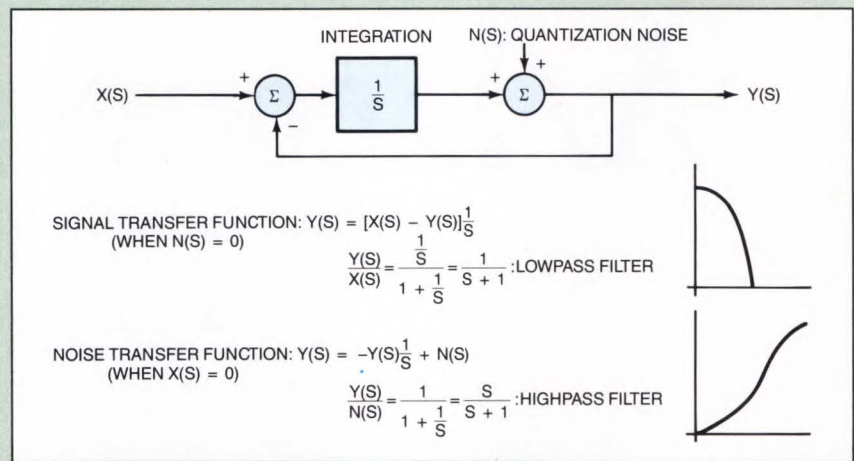 INTEGRATION
N(S): QUANTIZATION NOISE
X(S) + Σ − 1/S + Σ + Y(S)
SIGNAL TRANSFER FUNCTION: Y(S) = [X(S) − Y(S)] 1/S
(WHEN N(S) = 0)
Y(S)/X(S) = (1/S)/(1 + 1/S) = 1/(S + 1) :LOWPASS FILTER
NOISE TRANSFER FUNCTION: Y(S) = −Y(S) 1/S + N(S)
(WHEN X(S) = 0)
Y(S)/N(S) = 1/(1 + 1/S) = S/(S + 1) :HIGHPASS FILTER